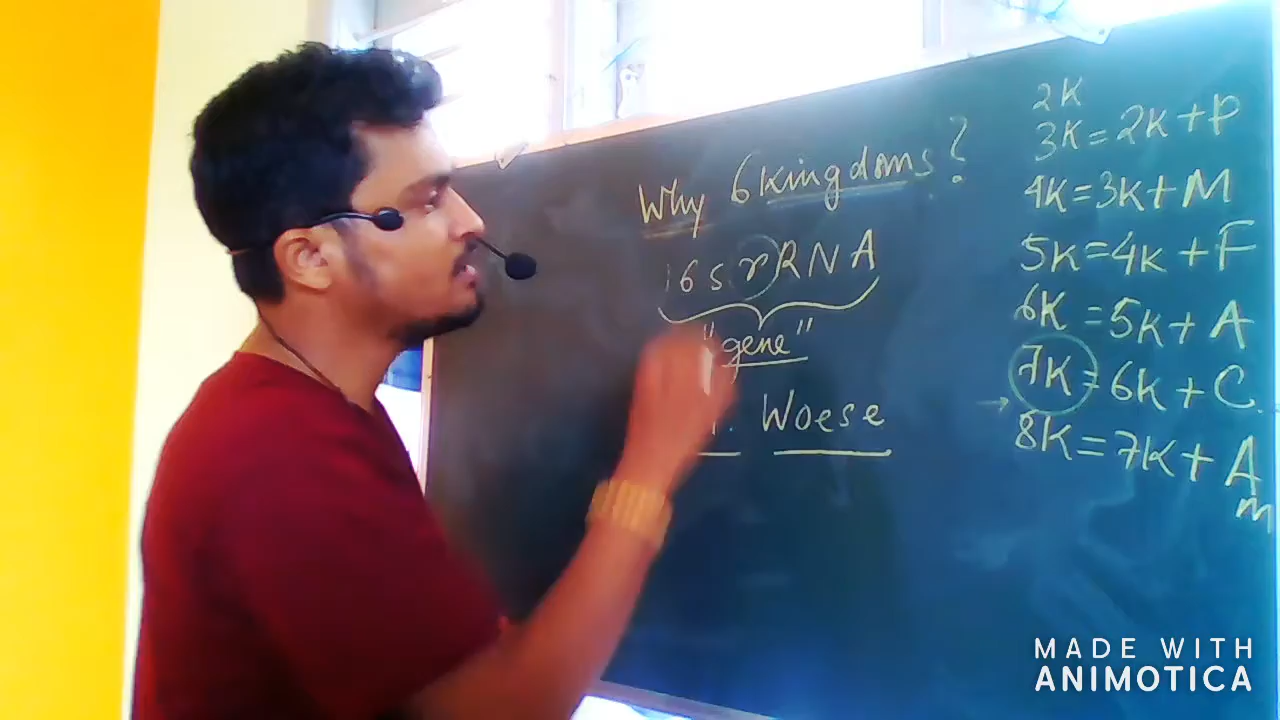 Why 6 kingdoms?
16s rRNA
"gene"
Woese
2K
3K=2K+P
4K=3K+M
5K=4K+F
6K=5K+A
7K=6K+C.
→ 8K=7K+A
m
MADE WITH
ANIMOTICA